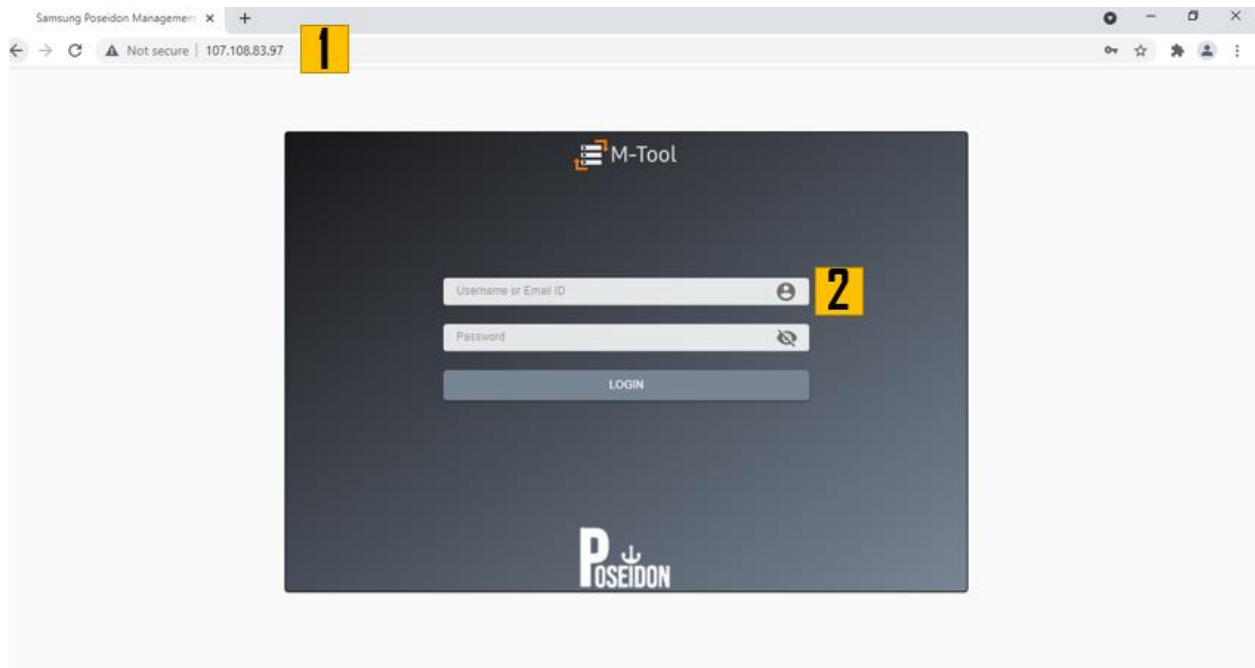 Samsung Poseidon Managemen
Not secure | 107.108.83.97
1
M-Tool
Username or Email ID
2
Password
LOGIN
POSEIDON